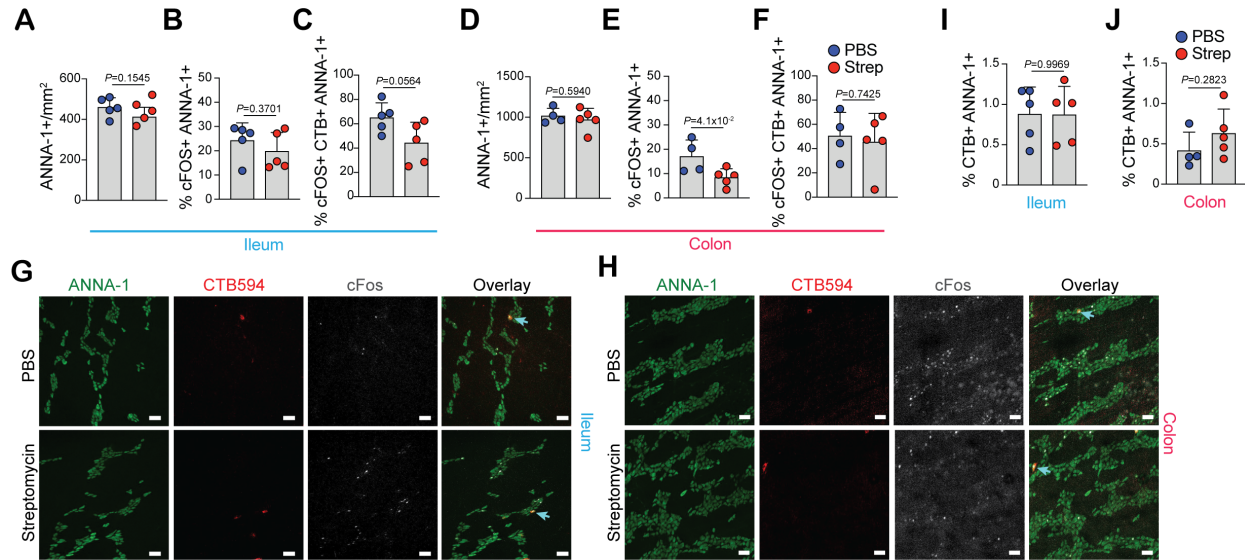 A
ANNA-1+/mm²
600
400
200
0
P=0.1545
B
% cFOS+ ANNA-1+
50
40
30
20
10
0
P=0.3701
C
% cFOS+ CTB+ ANNA-1+
100
80
60
40
20
0
P=0.0564
Ileum
D
ANNA-1+/mm²
1500
1000
500
0
P=0.5940
E
% cFOS+ ANNA-1+
50
40
30
20
10
0
P=4.1x10⁻²
F
% cFOS+ CTB+ ANNA-1+
100
80
60
40
20
0
PBS
Strep
P=0.7425
Colon
I
% CTB+ ANNA-1+
1.5
1.0
0.5
0.0
P=0.9969
Ileum
J
% CTB+ ANNA-1+
1.5
1.0
0.5
0.0
PBS
Strep
P=0.2823
Colon
G
ANNA-1
CTB594
cFos
Overlay
PBS
Streptomycin
Ileum
H
ANNA-1
CTB594
cFos
Overlay
PBS
Streptomycin
Colon